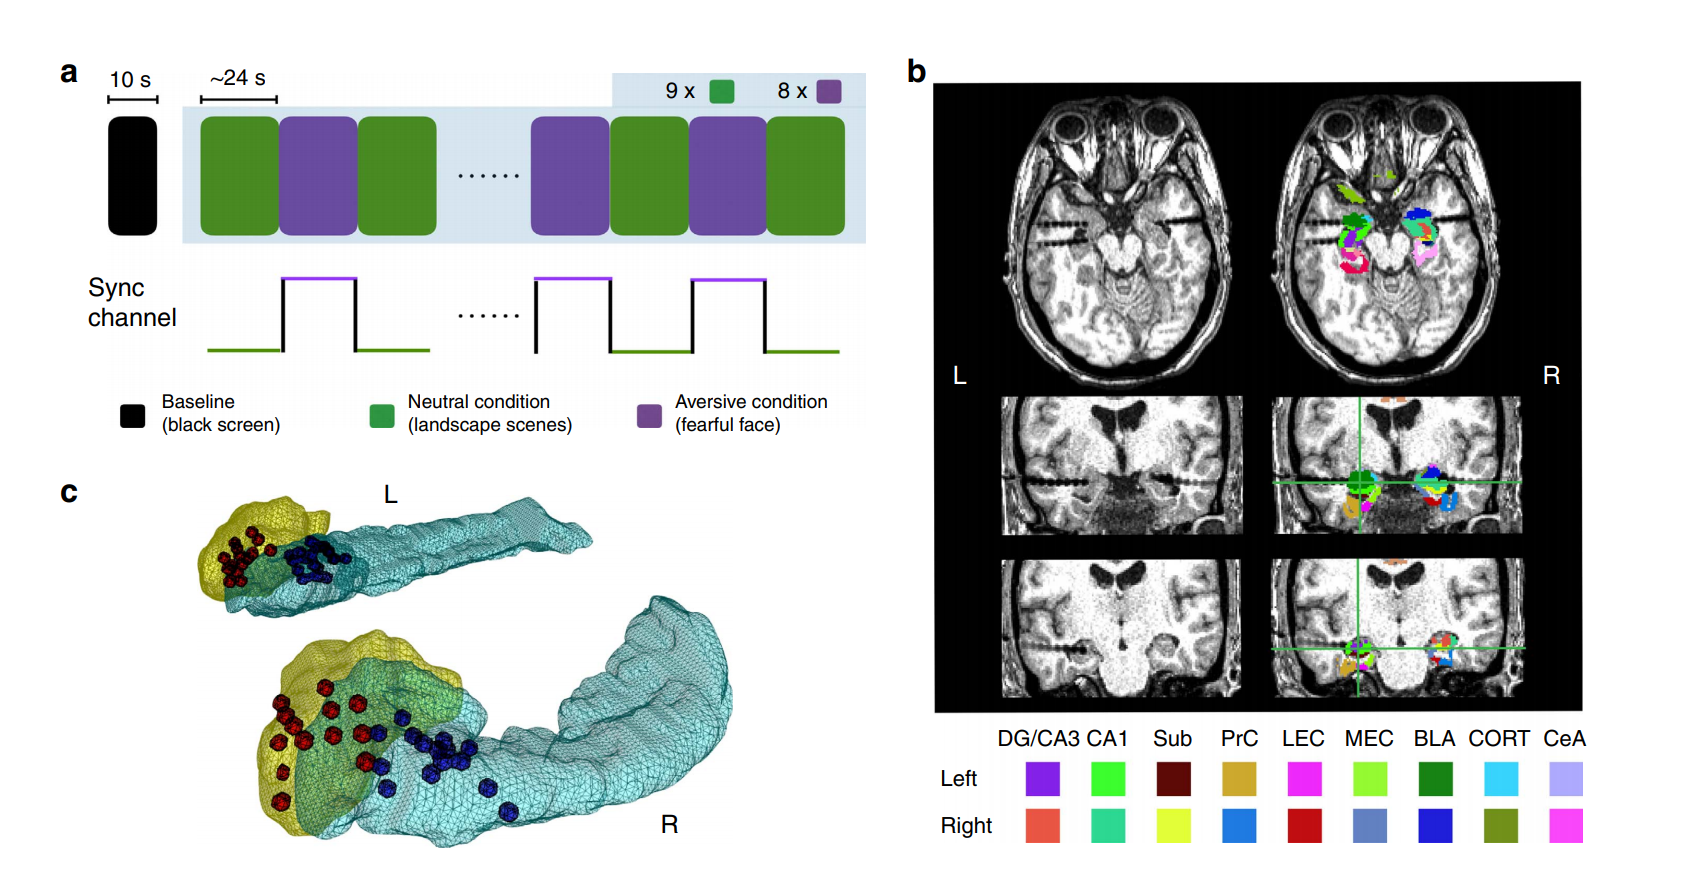 a
10 s
~24 s
9 x
8 x
......
Sync
channel
......
Baseline
(black screen)
Neutral condition
(landscape scenes)
Aversive condition
(fearful face)
b
L
R
DG/CA3 CA1 Sub PrC LEC MEC BLA CORT CeA
Left
Right
c
L
R